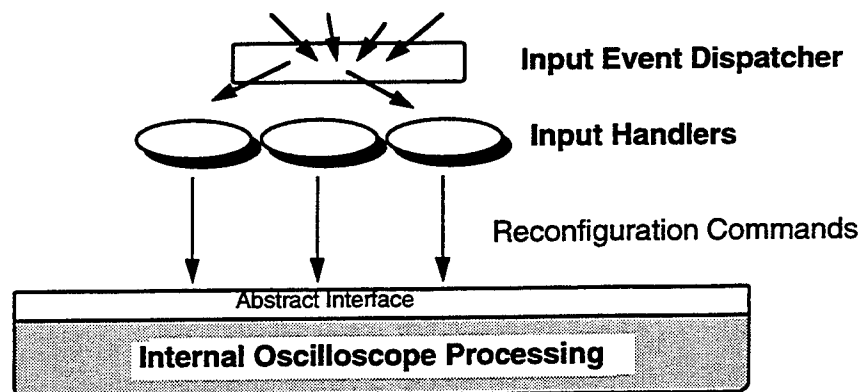 Input Event Dispatcher
Input Handlers
Reconfiguration Commands
Abstract Interface
Internal Oscilloscope Processing